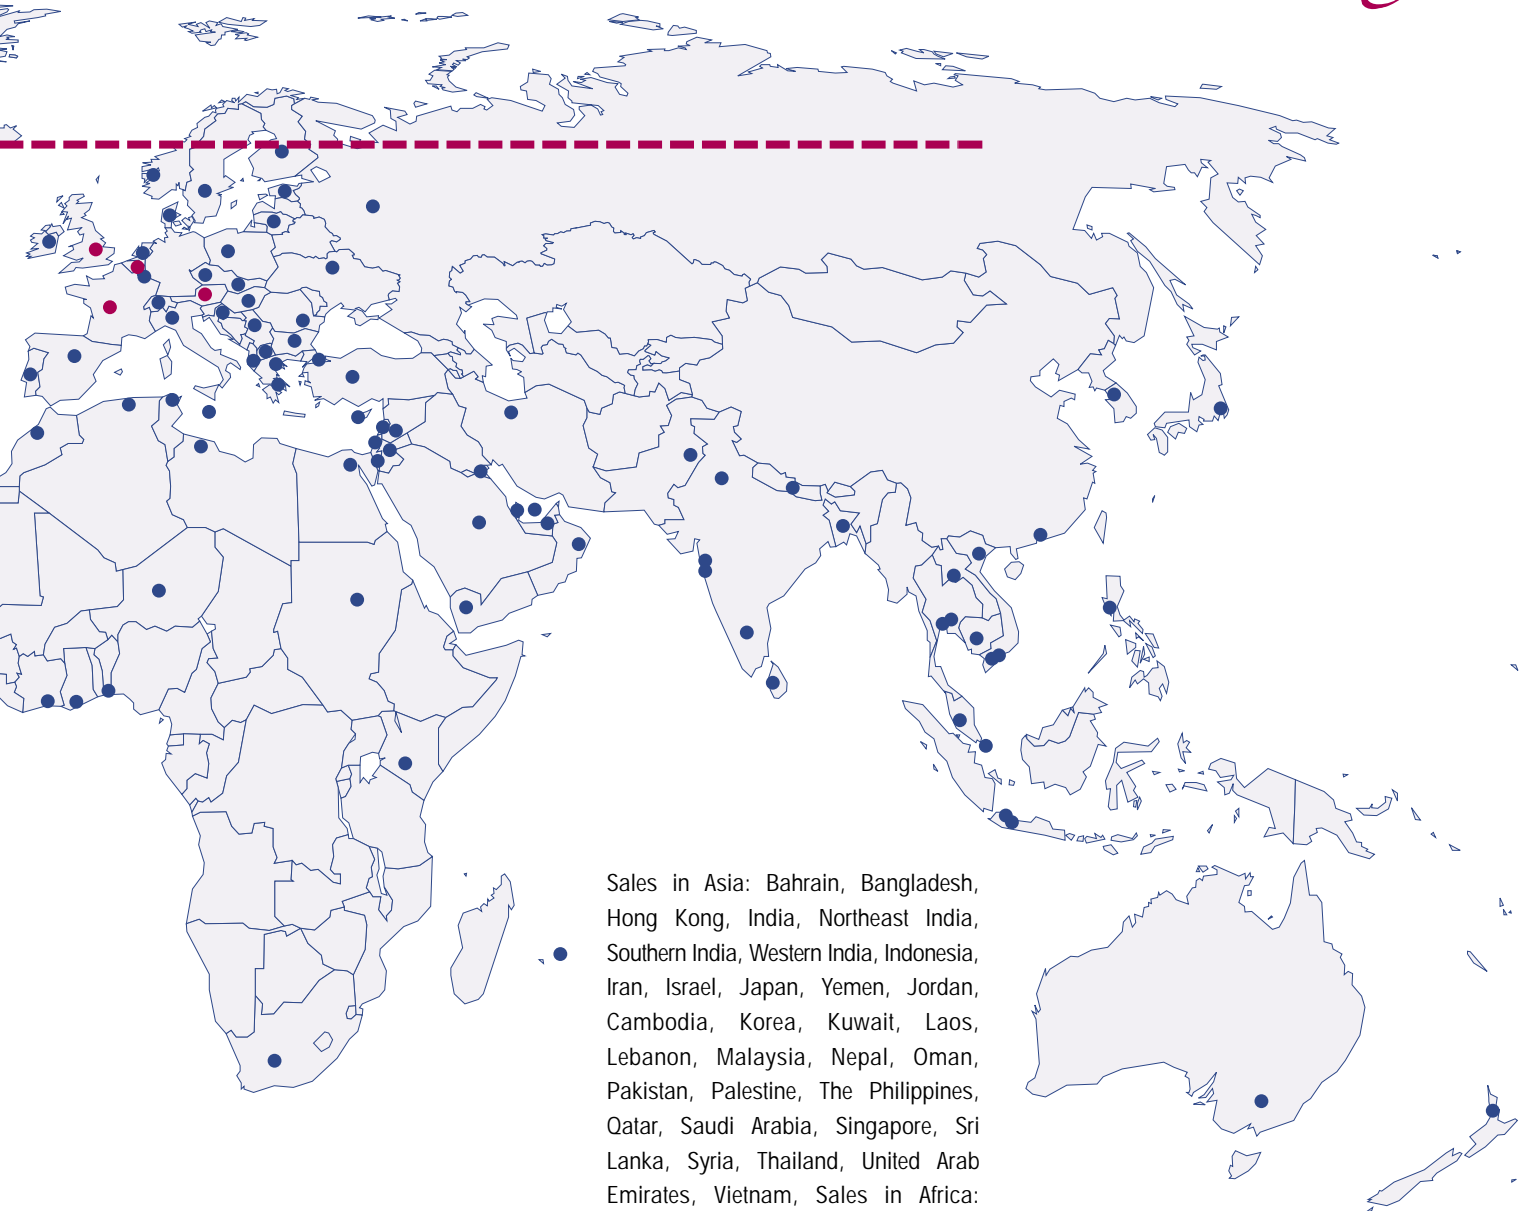 Sales in Asia: Bahrain, Bangladesh,
Hong Kong, India, Northeast India,
Southern India, Western India, Indonesia,
Iran, Israel, Japan, Yemen, Jordan,
Cambodia, Korea, Kuwait, Laos,
Lebanon, Malaysia, Nepal, Oman,
Pakistan, Palestine, The Philippines,
Qatar, Saudi Arabia, Singapore, Sri
Lanka, Syria, Thailand, United Arab
Emirates, Vietnam, Sales in Africa: